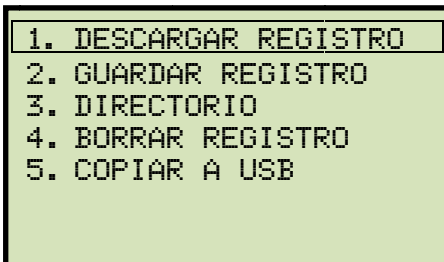 1. DESCARGAR REGISTRO
2. GUARDAR REGISTRO
3. DIRECTORIO
4. BORRAR REGISTRO
5. COPIAR A USB